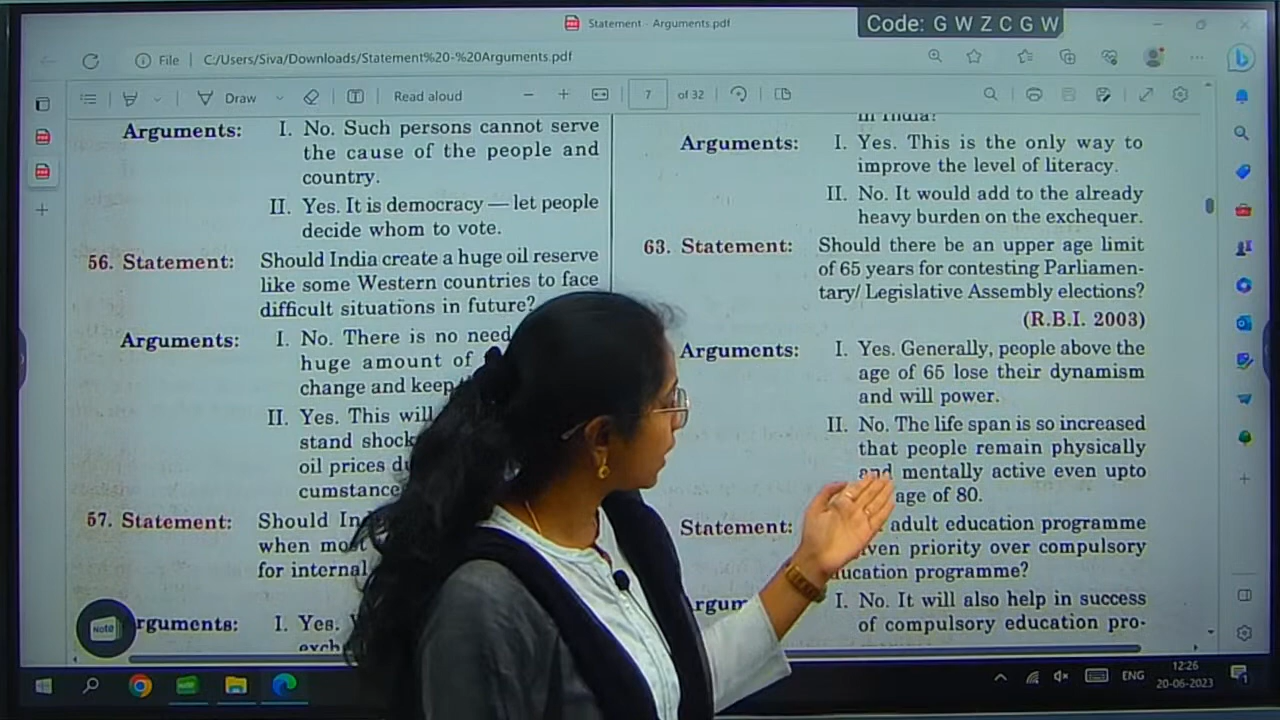 Statement - Arguments.pdf
Code: G W Z C G W
File
C:/Users/Siva/Downloads/Statement%20-%20Arguments.pdf
Draw
Read aloud
7
of 32
Arguments: I. No. Such persons cannot serve
the cause of the people and
country.
II. Yes. It is democracy — let people
decide whom to vote.
56. Statement: Should India create a huge oil reserve
like some Western countries to face
difficult situations in future?
Arguments: I. No. There is no need
huge amount of
change and keep
II. Yes. This will
stand shock
oil prices
57. Statement: Should
when
for internal
I. Yes.
Note
in India?
Arguments: I. Yes. This is the only way to
improve the level of literacy.
II. No. It would add to the already
heavy burden on the exchequer.
63. Statement: Should there be an upper age limit
of 65 years for contesting Parliamen-
tary/ Legislative Assembly elections?
(R.B.I. 2003)
Arguments: I. Yes. Generally, people above the
age of 65 lose their dynamism
and will power.
II. No. The life span is so increased
that people remain physically
and mentally active even upto
age of 80.
Statement: adult education programme
priority over compulsory
education programme?
I. No. It will also help in success
of compulsory education pro-
ENG
12:26
20-06-2023